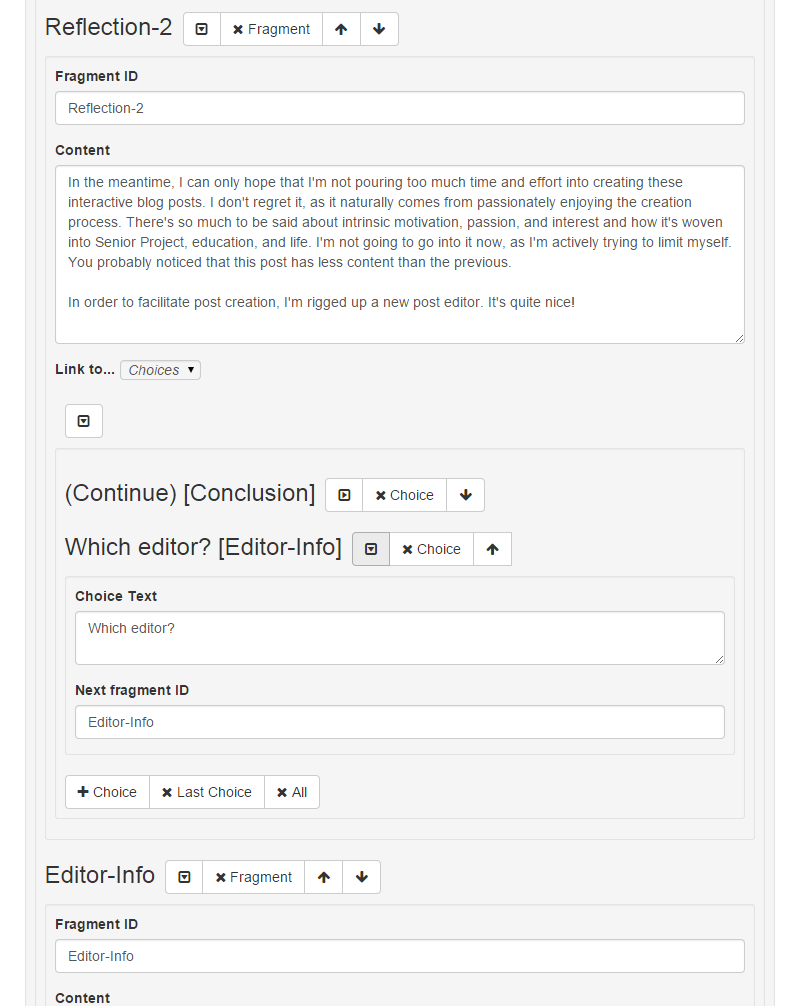 Reflection-2
Fragment
Fragment ID
Reflection-2
Content
In the meantime, I can only hope that I'm not pouring too much time and effort into creating these
interactive blog posts. I don't regret it, as it naturally comes from passionately enjoying the creation
process. There's so much to be said about intrinsic motivation, passion, and interest and how it's woven
into Senior Project, education, and life. I'm not going to go into it now, as I'm actively trying to limit myself.
You probably noticed that this post has less content than the previous.
In order to facilitate post creation, I'm rigged up a new post editor. It's quite nice!
Link to... Choices
(Continue) [Conclusion]
Choice
Which editor? [Editor-Info]
Choice
Choice Text
Which editor?
Next fragment ID
Editor-Info
Choice
Last Choice
All
Editor-Info
Fragment
Fragment ID
Editor-Info
Content